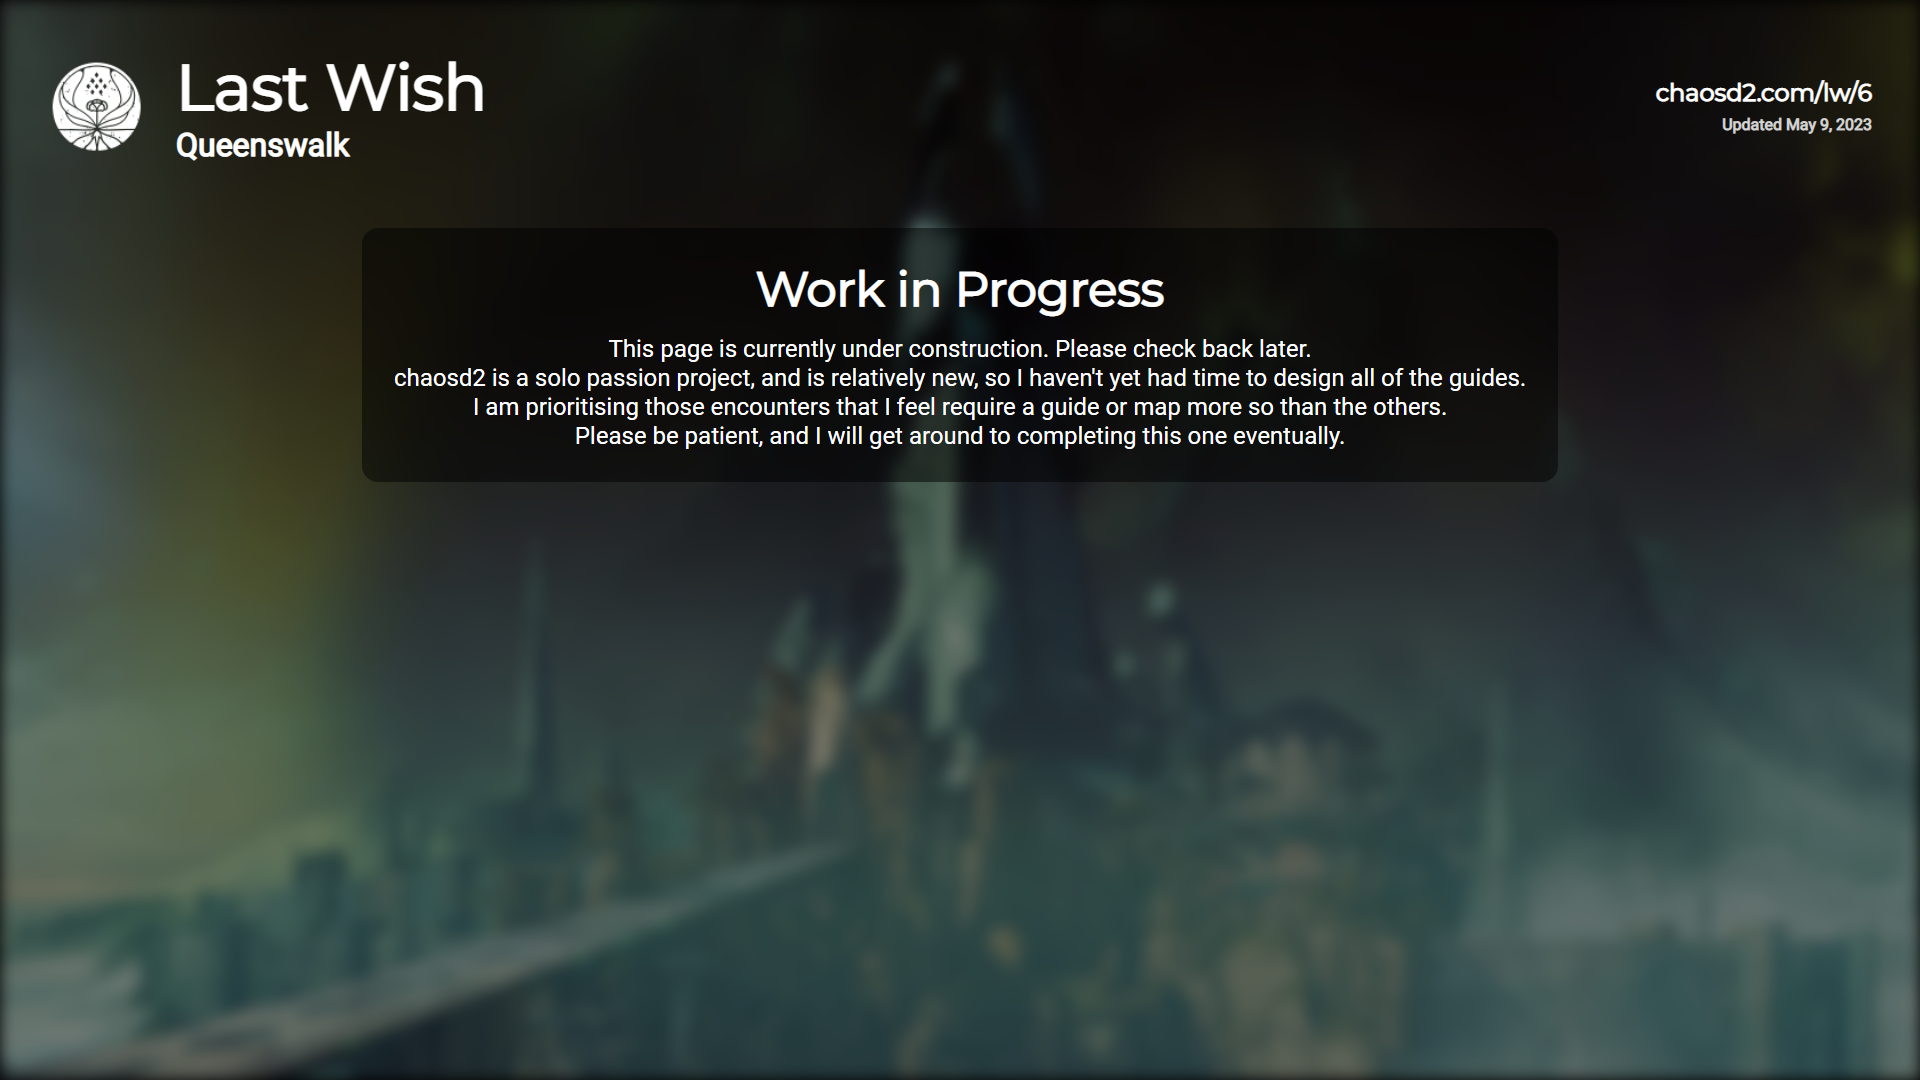 Last Wish
Queenswalk
chaosd2.com/lw/6
Updated May 9, 2023
Work in Progress
This page is currently under construction. Please check back later.
chaosd2 is a solo passion project, and is relatively new, so I haven't yet had time to design all of the guides.
I am prioritising those encounters that I feel require a guide or map more so than the others.
Please be patient, and I will get around to completing this one eventually.